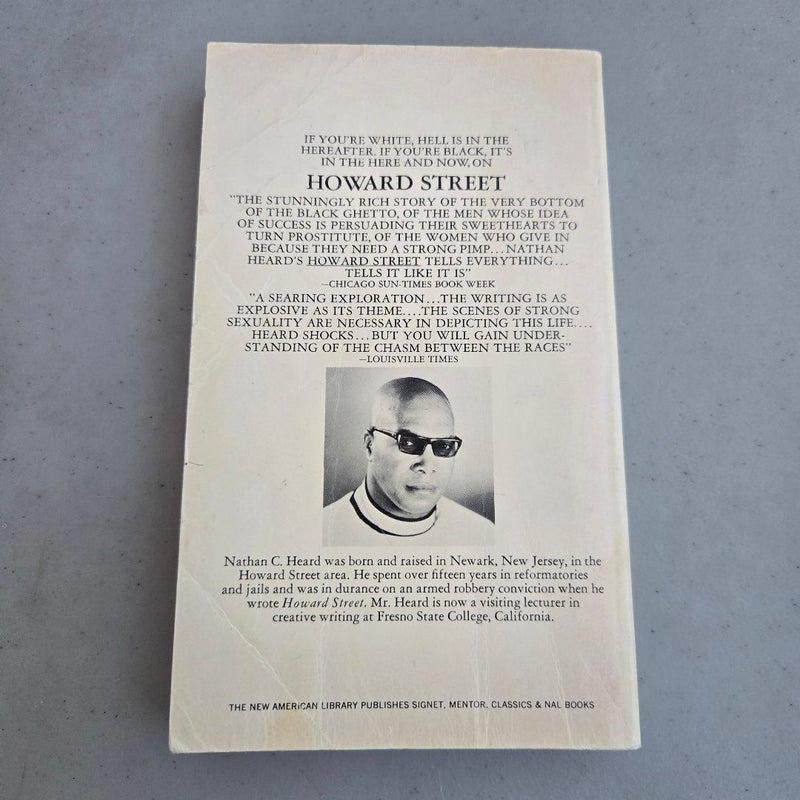 IF YOU'RE WHITE, HELL IS IN THE
HEREAFTER. IF YOU'RE BLACK, IT'S
IN THE HERE AND NOW, ON
HOWARD STREET
"THE STUNNINGLY RICH STORY OF THE VERY BOTTOM
OF THE BLACK GHETTO, OF THE MEN WHOSE IDEA
OF SUCCESS IS PERSUADING THEIR SWEETHEARTS TO
TURN PROSTITUTE, OF THE WOMEN WHO GIVE IN
BECAUSE THEY NEED A STRONG PIMP...NATHAN
HEARD'S HOWARD STREET TELLS EVERYTHING...
TELLS IT LIKE IT IS"
—CHICAGO SUN-TIMES BOOK WEEK
"A SEARING EXPLORATION...THE WRITING IS AS
EXPLOSIVE AS ITS THEME....THE SCENES OF STRONG
SEXUALITY ARE NECESSARY IN DEPICTING THIS LIFE....
HEARD SHOCKS...BUT YOU WILL GAIN UNDER-
STANDING OF THE CHASM BETWEEN THE RACES"
—LOUISVILLE TIMES
Nathan C. Heard was born and raised in Newark, New Jersey, in the
Howard Street area. He spent over fifteen years in reformatories
and jails and was in durance on an armed robbery conviction when he
wrote Howard Street. Mr. Heard is now a visiting lecturer in
creative writing at Fresno State College, California.
THE NEW AMERICAN LIBRARY PUBLISHES SIGNET, MENTOR, CLASSICS & NAL BOOKS